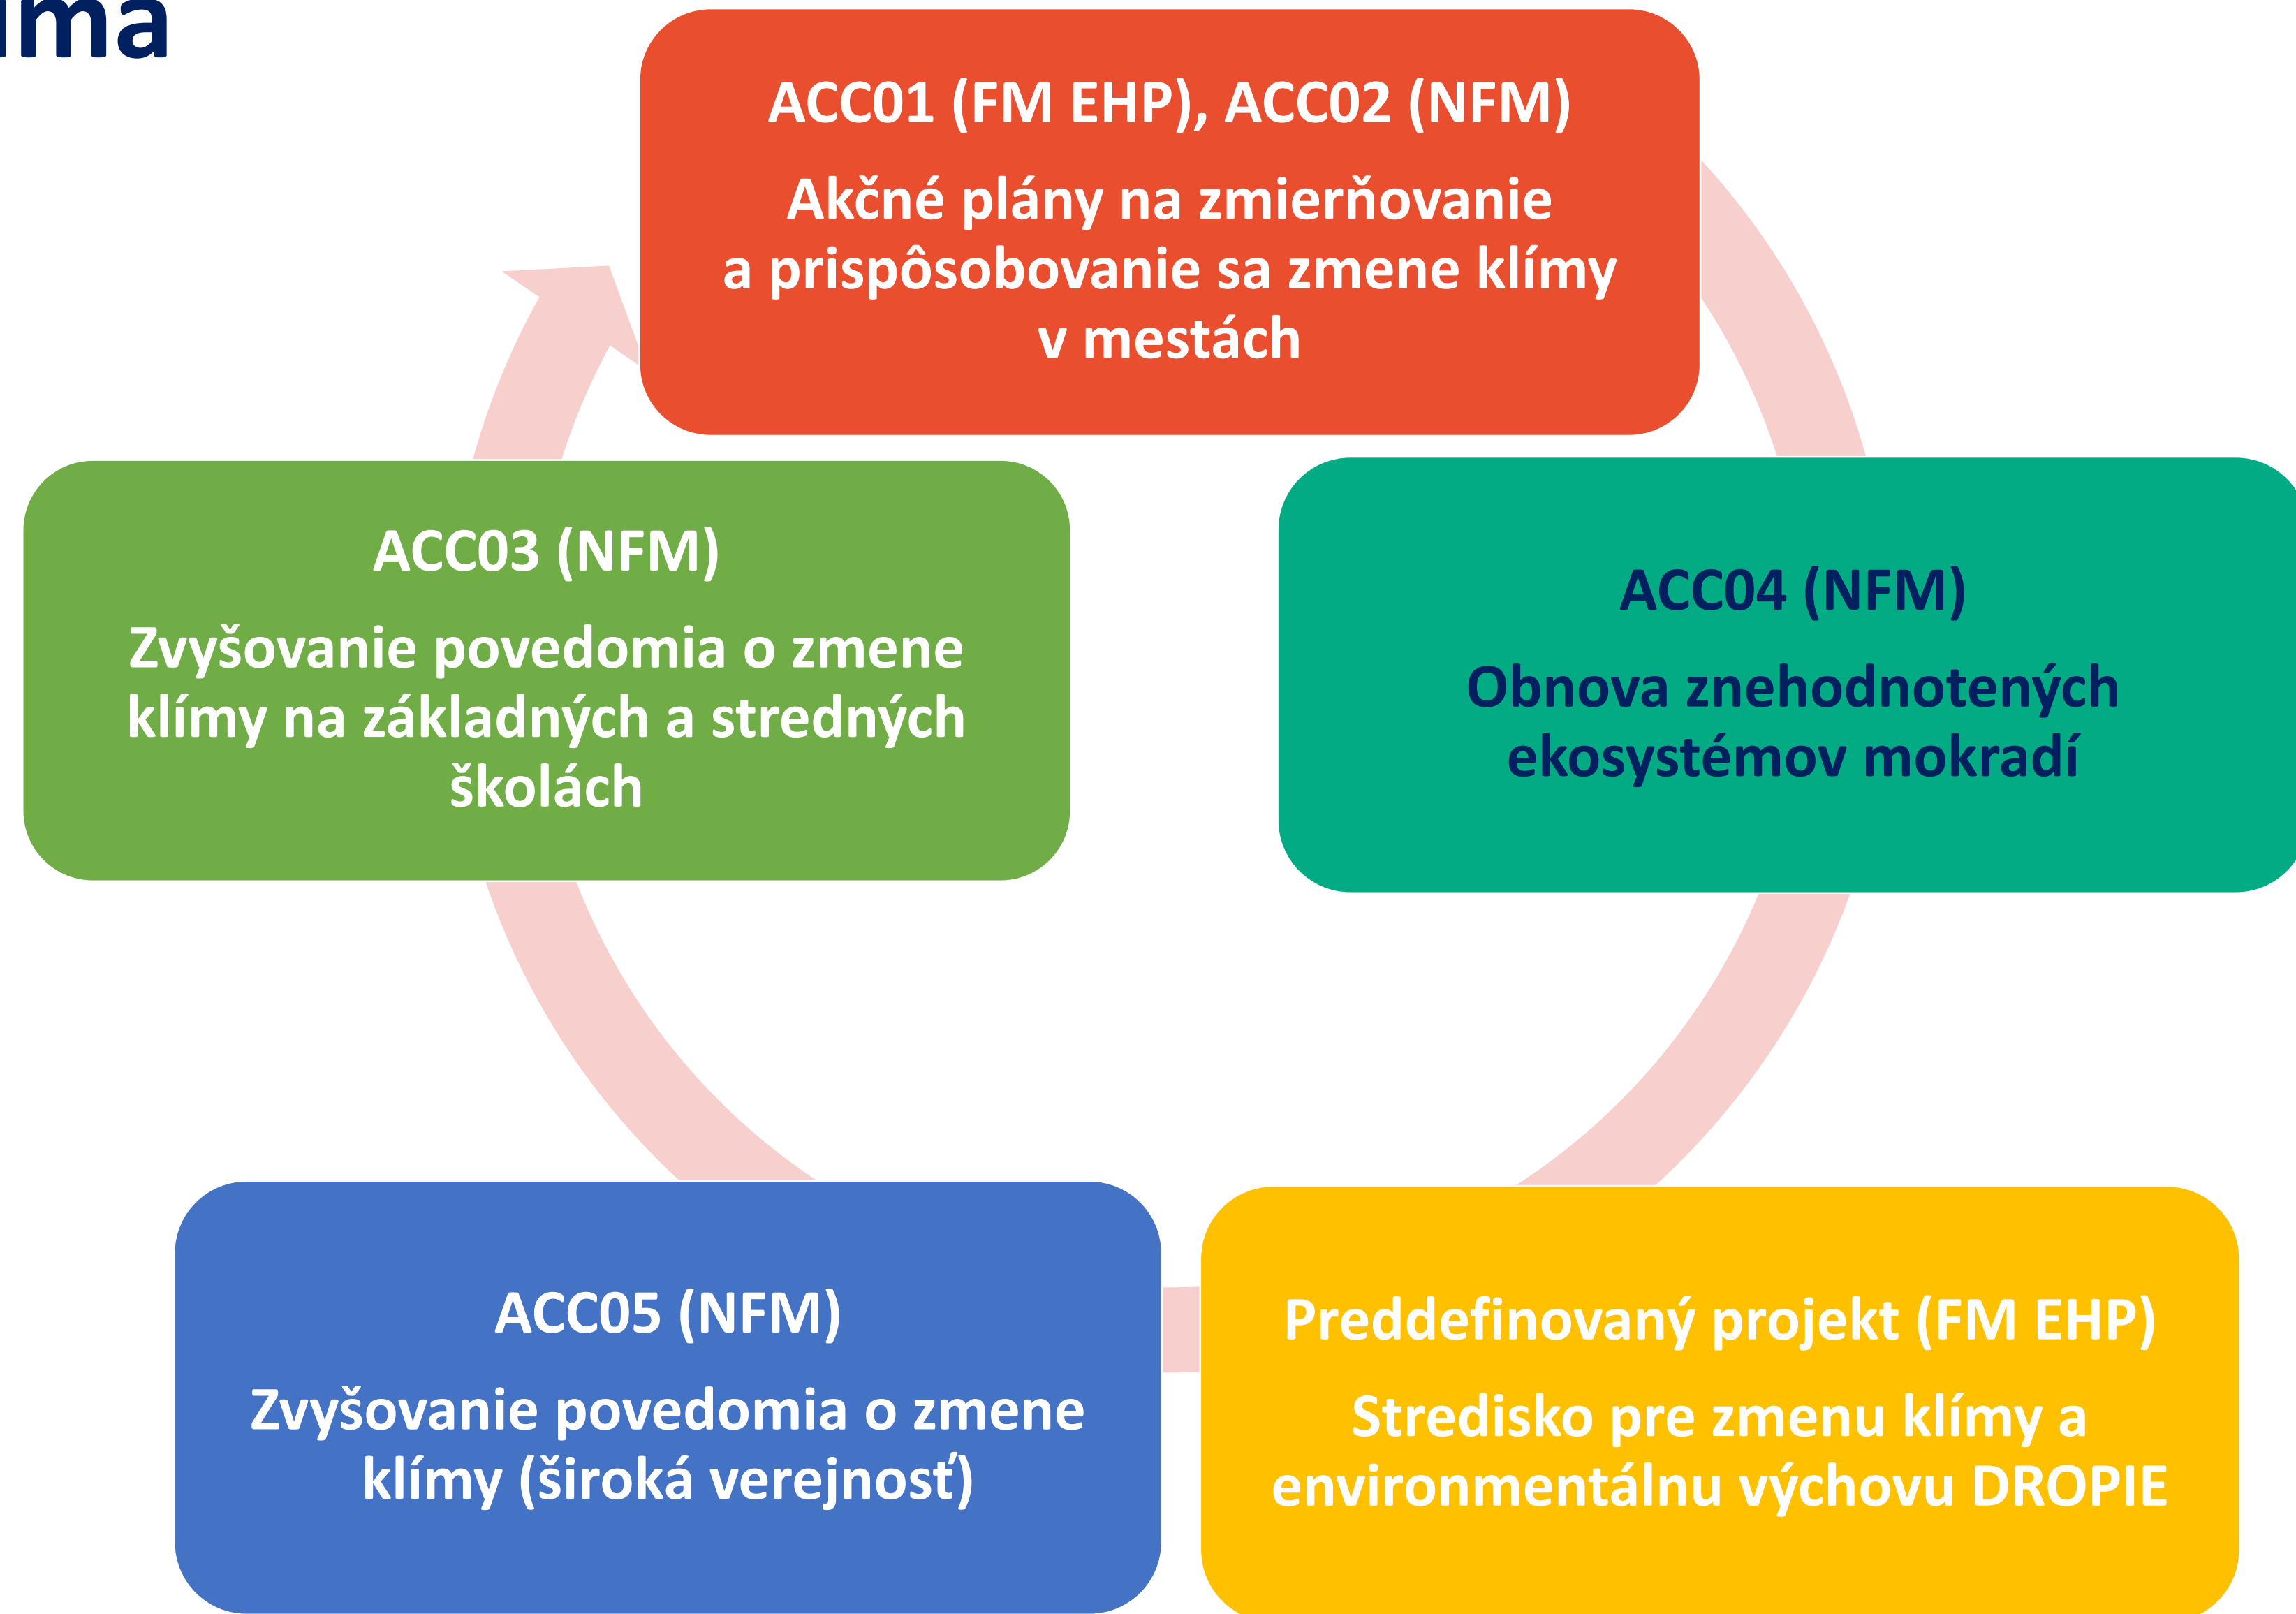 ACC01 (FM EHP), ACC02 (NFM)
Akčné plány na zmierňovanie
a prispôsobovanie sa zmene klímy
v mestách
ACC03 (NFM)
Zvyšovanie povedomia o zmene
klímy na základných a stredných
školách
ACC04 (NFM)
Obnova znehodnotených
ekosystémov mokradí
ACC05 (NFM)
Zvyšovanie povedomia o zmene
klímy (široká verejnosť)
Preddefinovaný projekt (FM EHP)
Stredisko pre zmenu klímy a
environmentálnu výchovu DROPIE